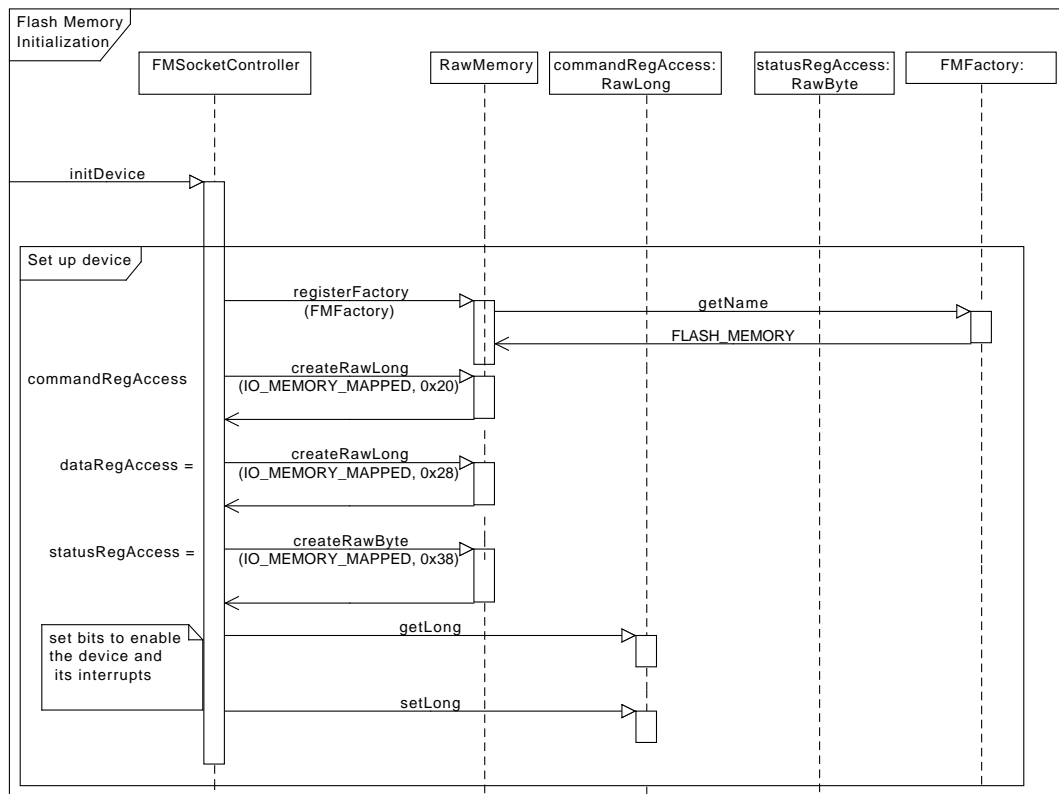 Flash Memory
Initialization
FMSocketController
RawMemory
commandRegAccess:
RawLong
statusRegAccess:
RawByte
FMFactory:
initDevice
Set up device
registerFactory
(FMFactory)
getName
FLASH_MEMORY
commandRegAccess
createRawLong
(IO_MEMORY_MAPPED, 0x20)
dataRegAccess =
createRawLong
(IO_MEMORY_MAPPED, 0x28)
statusRegAccess =
createRawByte
(IO_MEMORY_MAPPED, 0x38)
set bits to enable
the device and
its interrupts
getLong
setLong